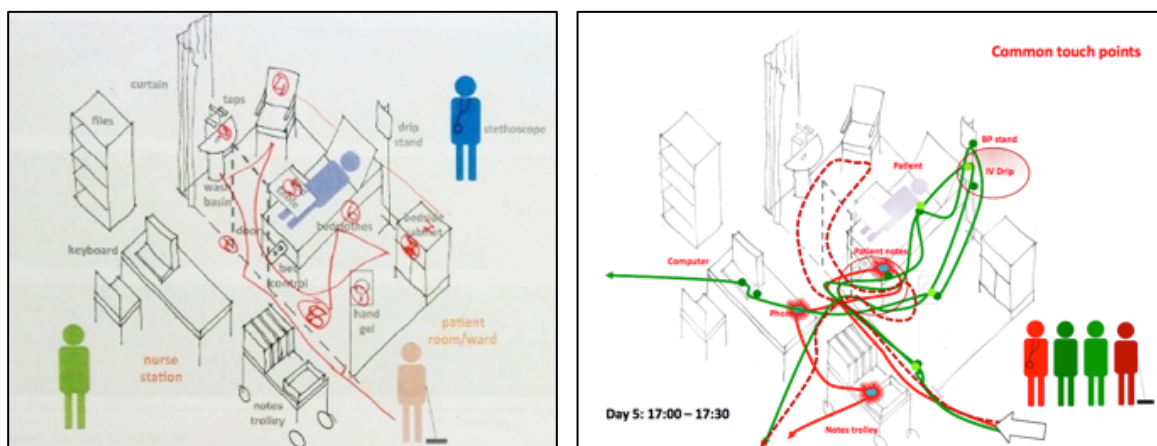 curtain
files
taps
drip
stand
stethoscope
wash
basin
door
bedclothes
bedside
cabinet
keyboard
bed
control
hand
gel
nurse
station
patient
room/ward
notes
trolley
Common touch points
BP stand
IV Drip
Patient
Patient notes
Computer
Phone
Notes trolley
Day 5: 17:00 – 17:30